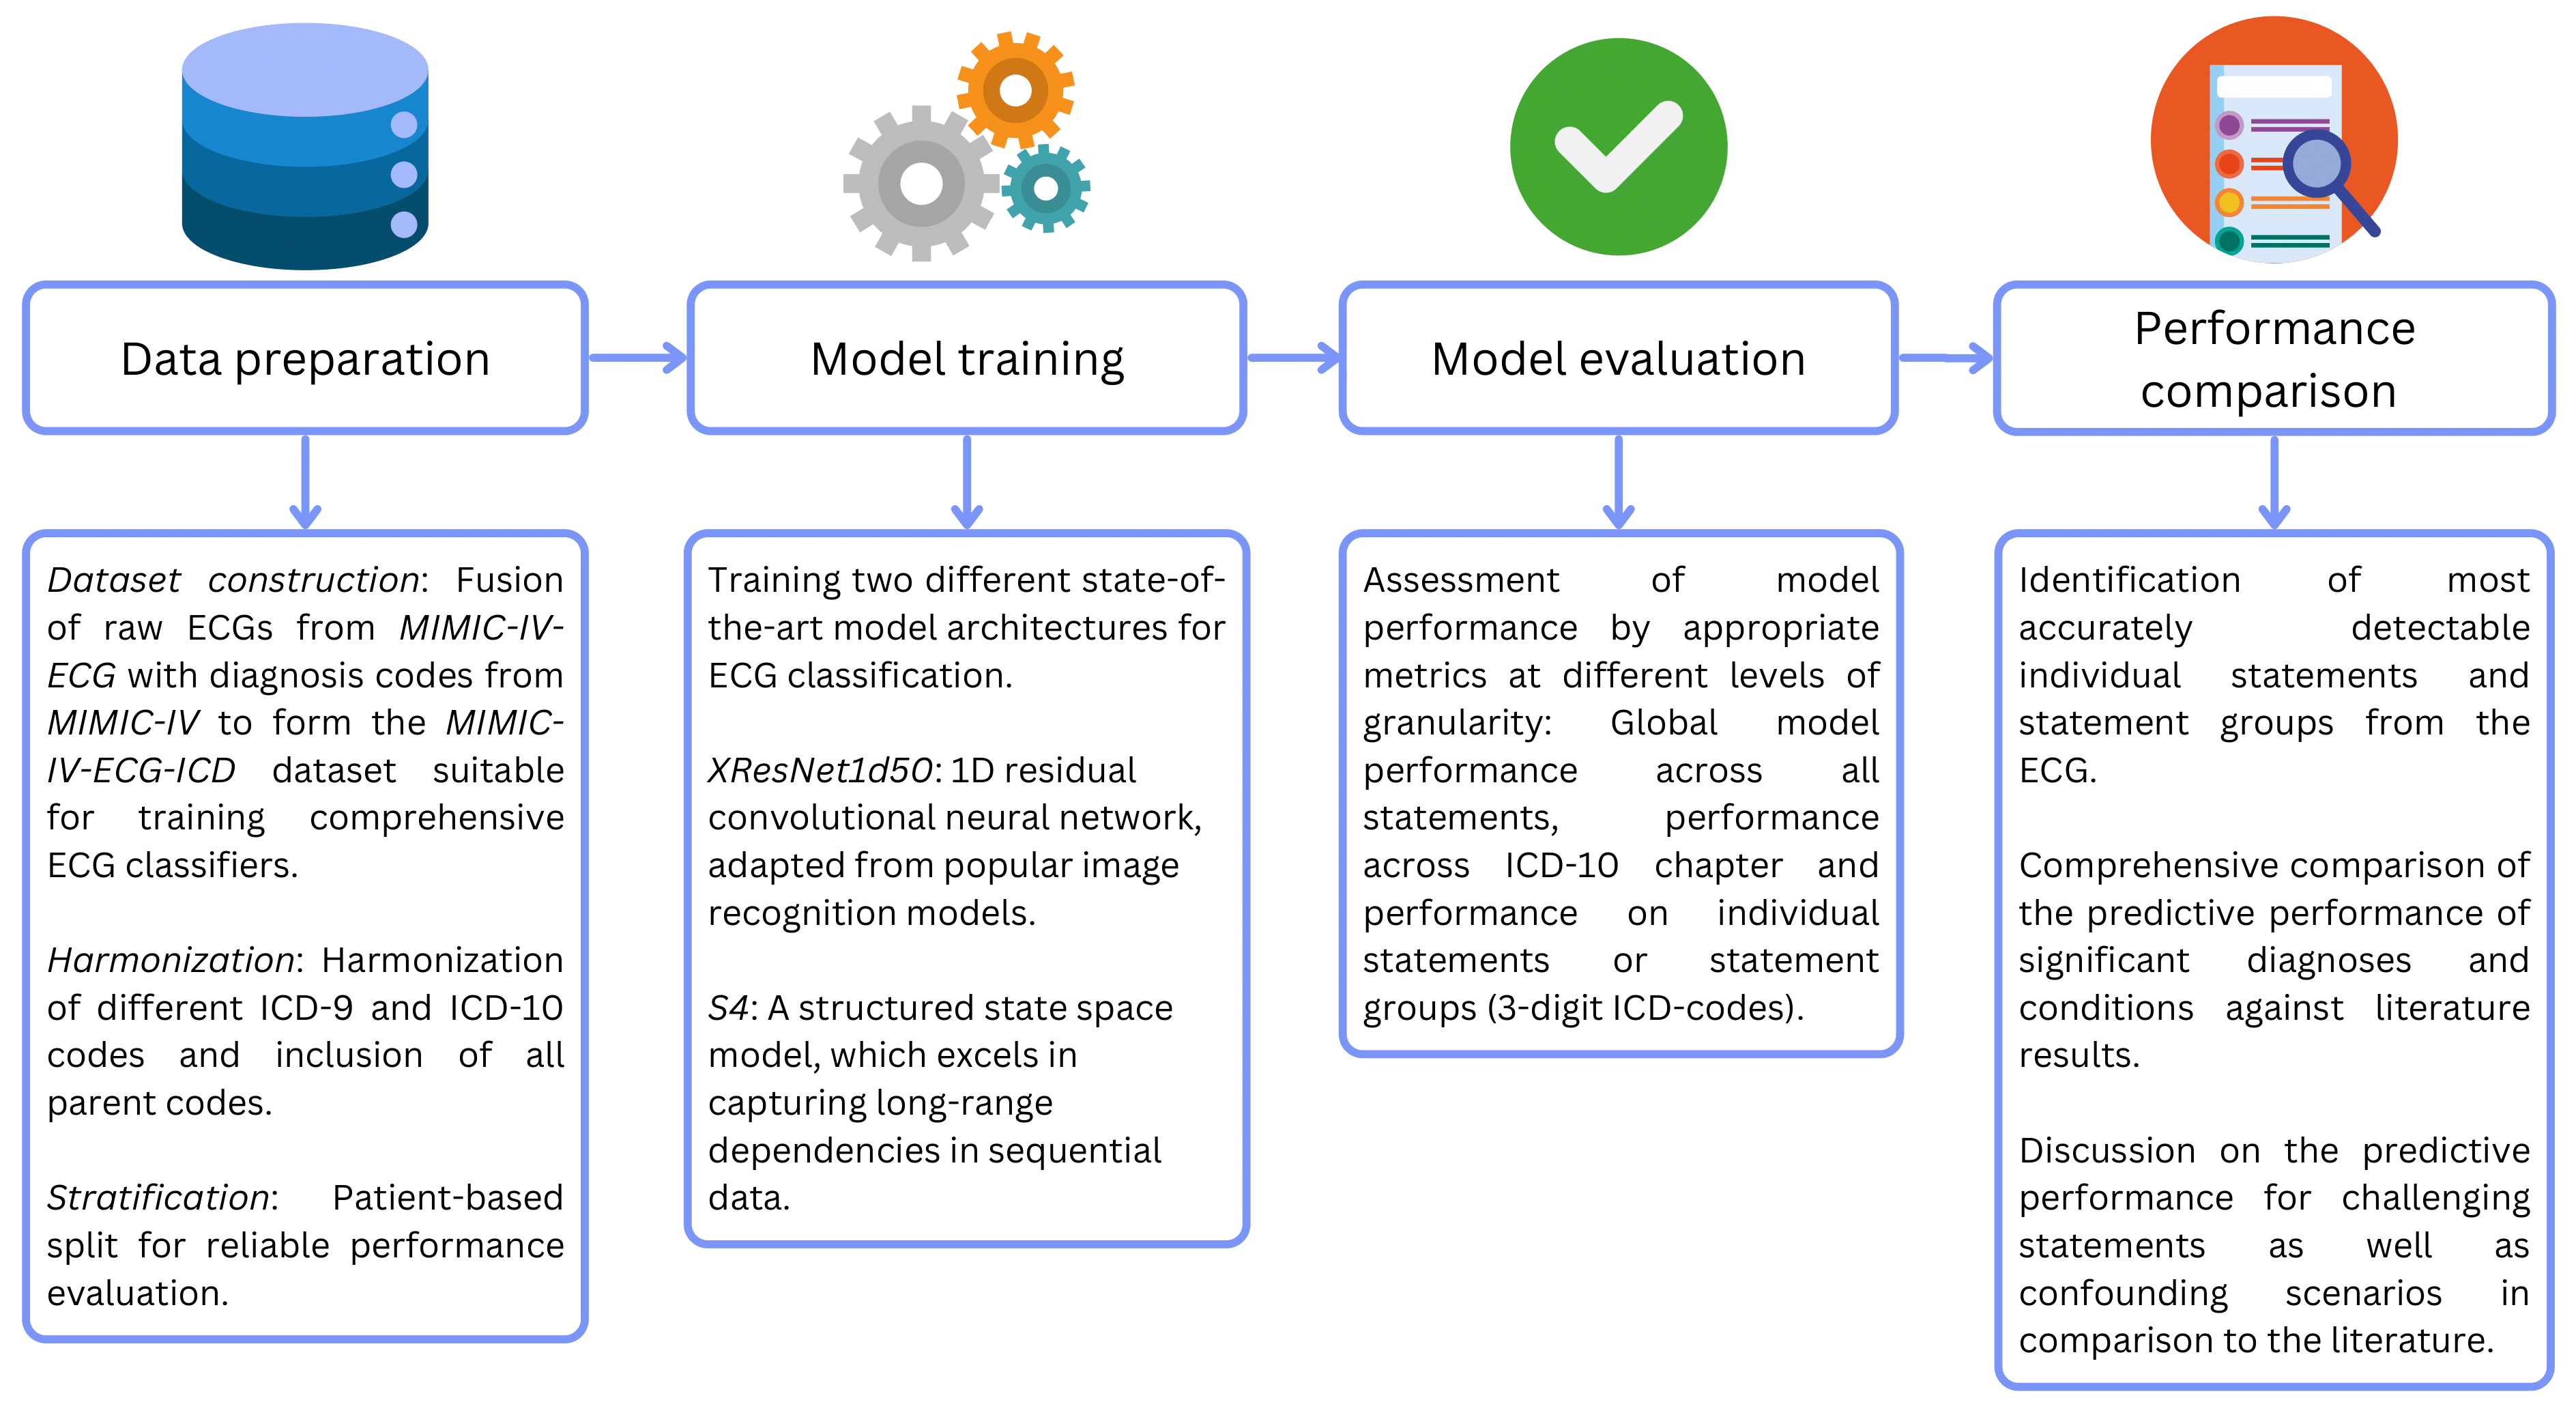 Data preparation
Model training
Model evaluation
Performance
comparison
Dataset construction: Fusion
of raw ECGs from MIMIC-IV-
ECG with diagnosis codes from
MIMIC-IV to form the MIMIC-
IV-ECG-ICD dataset suitable
for training comprehensive
ECG classifiers.
Harmonization: Harmonization
of different ICD-9 and ICD-10
codes and inclusion of all
parent codes.
Stratification: Patient-based
split for reliable performance
evaluation.
Training two different state-of-
the-art model architectures for
ECG classification.
XResNet1d50: 1D residual
convolutional neural network,
adapted from popular image
recognition models.
S4: A structured state space
model, which excels in
capturing long-range
dependencies in sequential
data.
Assessment of model
performance by appropriate
metrics at different levels of
granularity: Global model
performance across all
statements, performance
across ICD-10 chapter and
performance on individual
statements or statement
groups (3-digit ICD-codes).
Identification of most
accurately detectable
individual statements and
statement groups from the
ECG.
Comprehensive comparison of
the predictive performance of
significant diagnoses and
conditions against literature
results.
Discussion on the predictive
performance for challenging
statements as well as
confounding scenarios in
comparison to the literature.